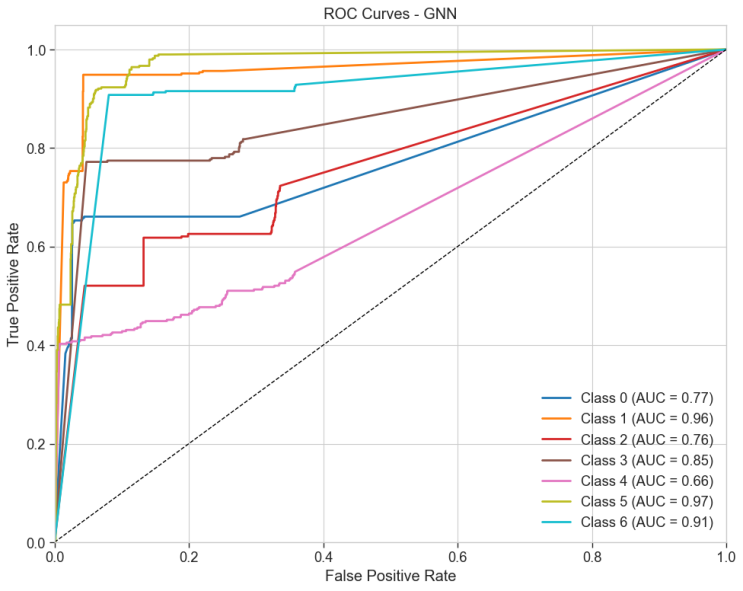 ROC Curves - GNN
1.0
0.8
0.6
0.4
0.2
0.0
True Positive Rate
Class 0 (AUC = 0.77)
Class 1 (AUC = 0.96)
Class 2 (AUC = 0.76)
Class 3 (AUC = 0.85)
Class 4 (AUC = 0.66)
Class 5 (AUC = 0.97)
Class 6 (AUC = 0.91)
0.0 0.2 0.4 0.6 0.8 1.0
False Positive Rate